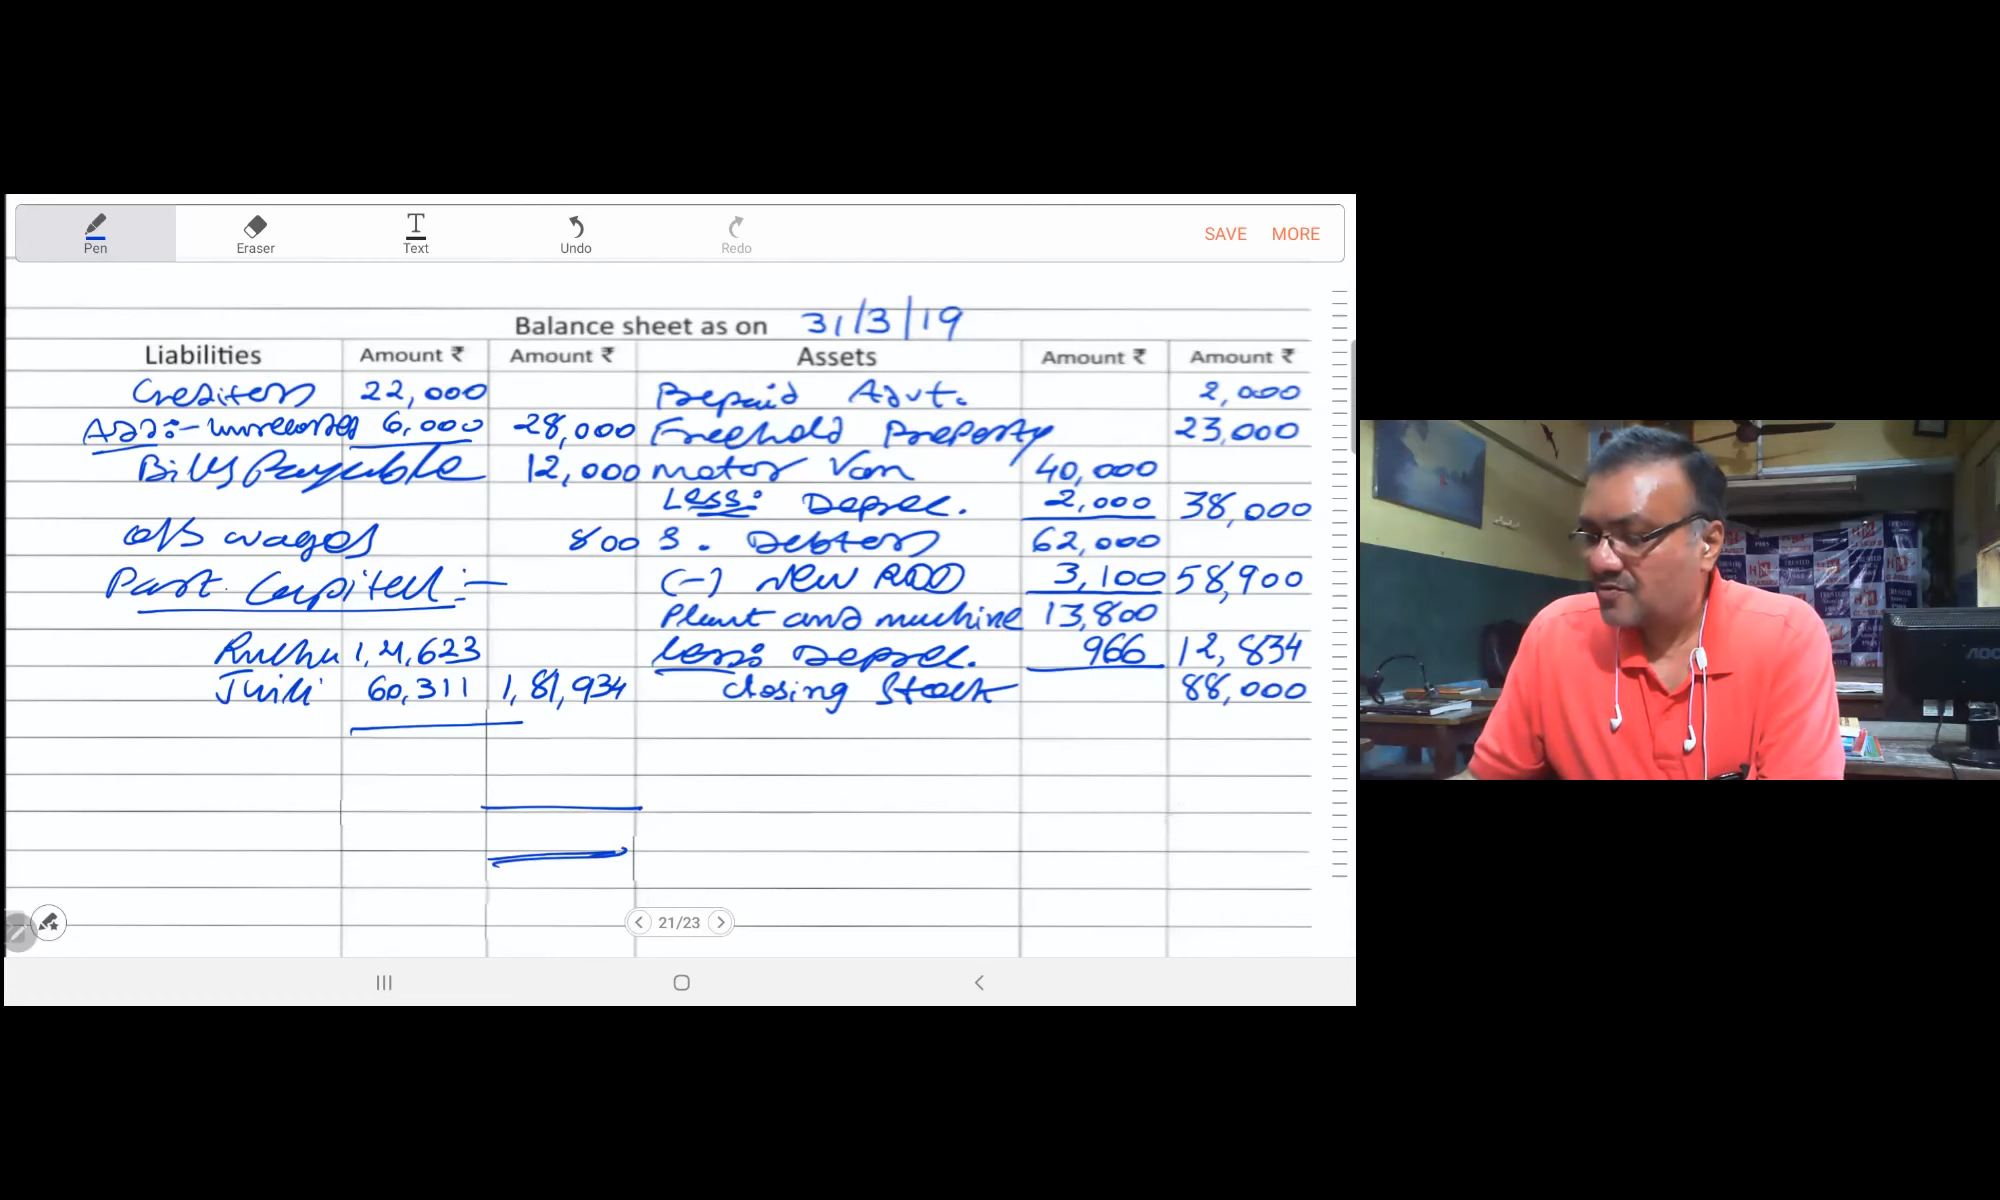 Pen Eraser Text Undo Redo SAVE MORE
Balance sheet as on 31/3/19
Liabilities Amount ₹ Amount ₹ Assets Amount ₹ Amount ₹
Creditors 22,000 Prepaid Advt. 2,000
Add:- unrecorded 6,000 28,000 Freehold Property 23,000
Bills Payable 12,000 Motor Van 40,000
Less: Deprec. 2,000 38,000
o/s wages 800 S. Debtors 62,000
Part. Capital :- (-) New RDD 3,100 58,900
Plant and machine 13,800
Rucha 1,21,623 Less: Deprec. 966 12,834
Juili 60,311 1,81,934 closing Stock 88,000
21/23